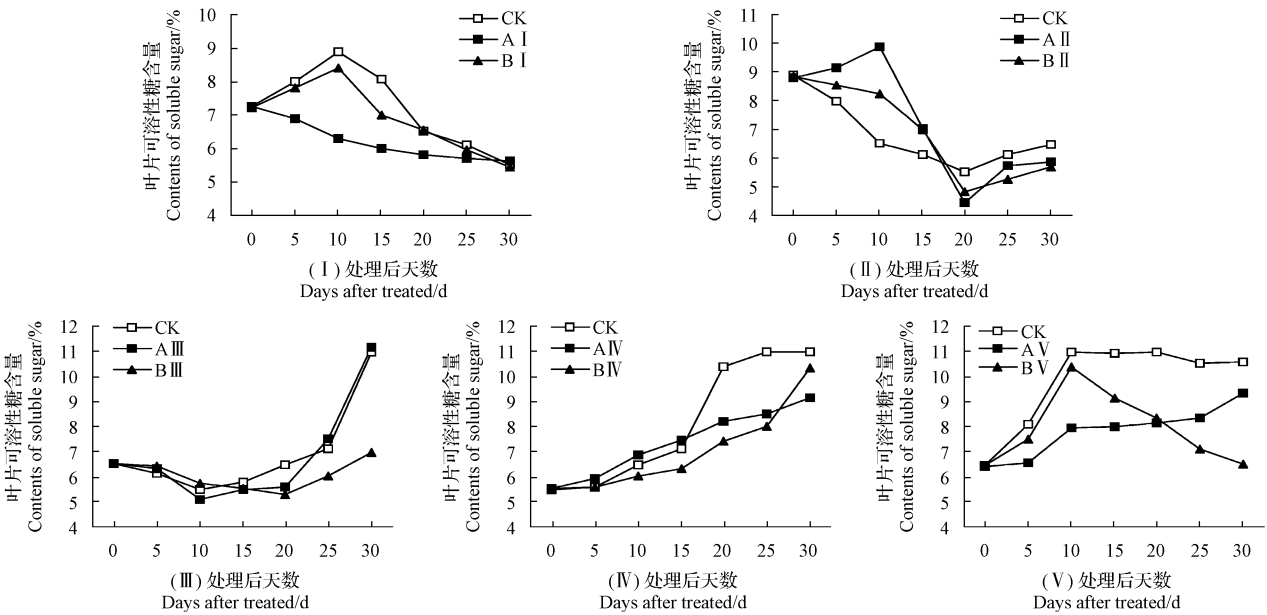 叶片可溶性糖含量
Contents of soluble sugar/%
10
9
8
7
6
5
4
CK
AⅠ
BⅠ
0 5 10 15 20 25 30
(Ⅰ)处理后天数
Days after treated/d
叶片可溶性糖含量
Contents of soluble sugar/%
11
10
9
8
7
6
5
4
CK
AⅡ
BⅡ
0 5 10 15 20 25 30
(Ⅱ)处理后天数
Days after treated/d
叶片可溶性糖含量
Contents of soluble sugar/%
12
11
10
9
8
7
6
5
4
CK
AⅢ
BⅢ
0 5 10 15 20 25 30
(Ⅲ)处理后天数
Days after treated/d
叶片可溶性糖含量
Contents of soluble sugar/%
12
11
10
9
8
7
6
5
4
CK
AⅣ
BⅣ
0 5 10 15 20 25 30
(Ⅳ)处理后天数
Days after treated/d
叶片可溶性糖含量
Contents of soluble sugar/%
12
11
10
9
8
7
6
5
4
CK
AⅤ
BⅤ
0 5 10 15 20 25 30
(Ⅴ)处理后天数
Days after treated/d